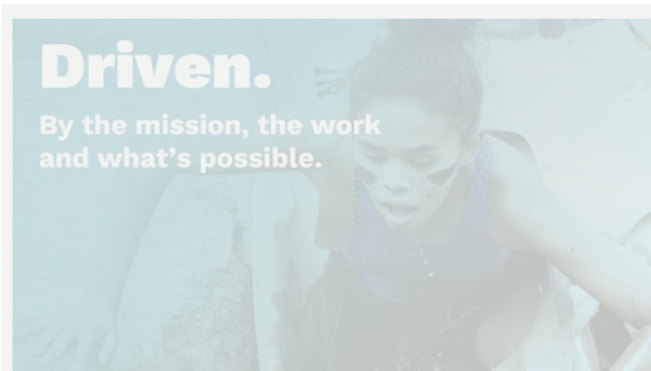 Driven.
By the mission, the work
and what’s possible.